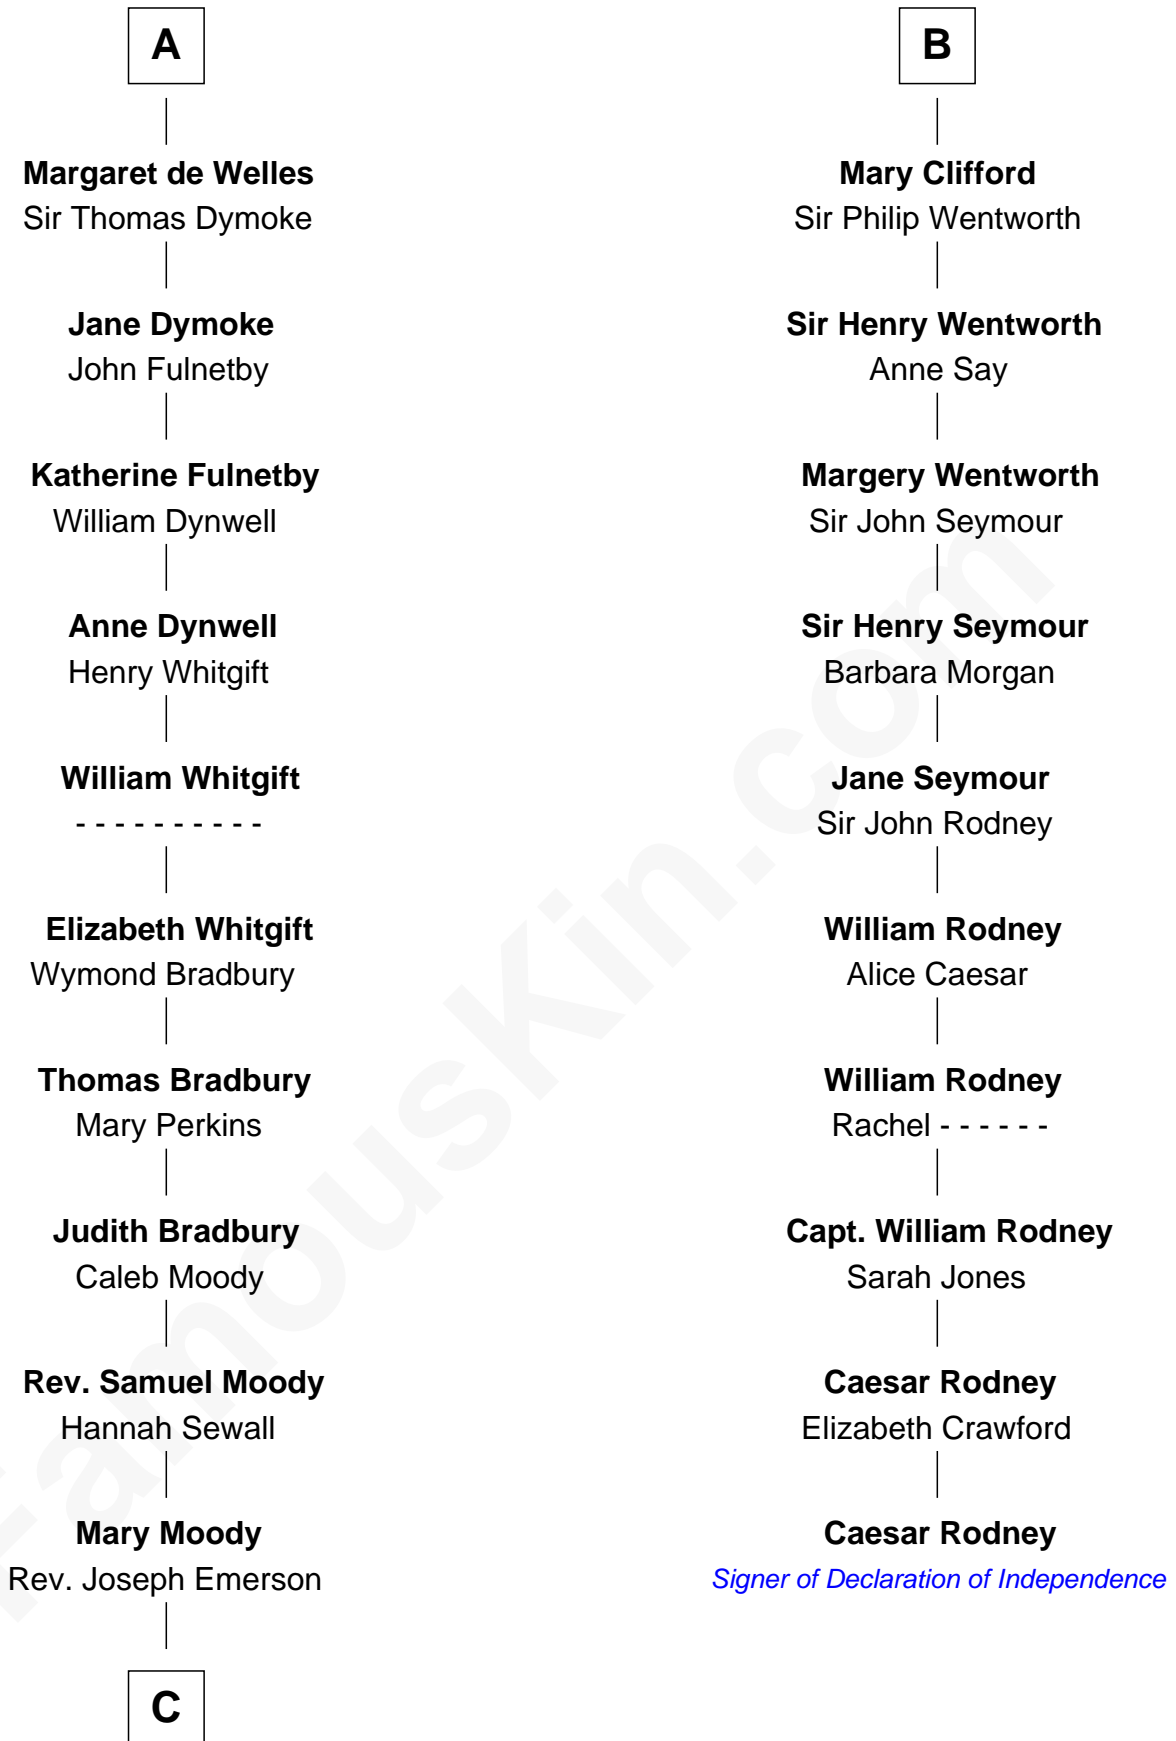 A
Margaret de Welles
Sir Thomas Dymoke
Jane Dymoke
John Fulnetby
Katherine Fulnetby
William Dynwell
Anne Dynwell
Henry Whitgift
William Whitgift
- - - - - - - - - -
Elizabeth Whitgift
Wymond Bradbury
Thomas Bradbury
Mary Perkins
Judith Bradbury
Caleb Moody
Rev. Samuel Moody
Hannah Sewall
Mary Moody
Rev. Joseph Emerson
C
B
Mary Clifford
Sir Philip Wentworth
Sir Henry Wentworth
Anne Say
Margery Wentworth
Sir John Seymour
Sir Henry Seymour
Barbara Morgan
Jane Seymour
Sir John Rodney
William Rodney
Alice Caesar
William Rodney
Rachel - - - - - -
Capt. William Rodney
Sarah Jones
Caesar Rodney
Elizabeth Crawford
Caesar Rodney
Signer of Declaration of Independence
FamousKin.com